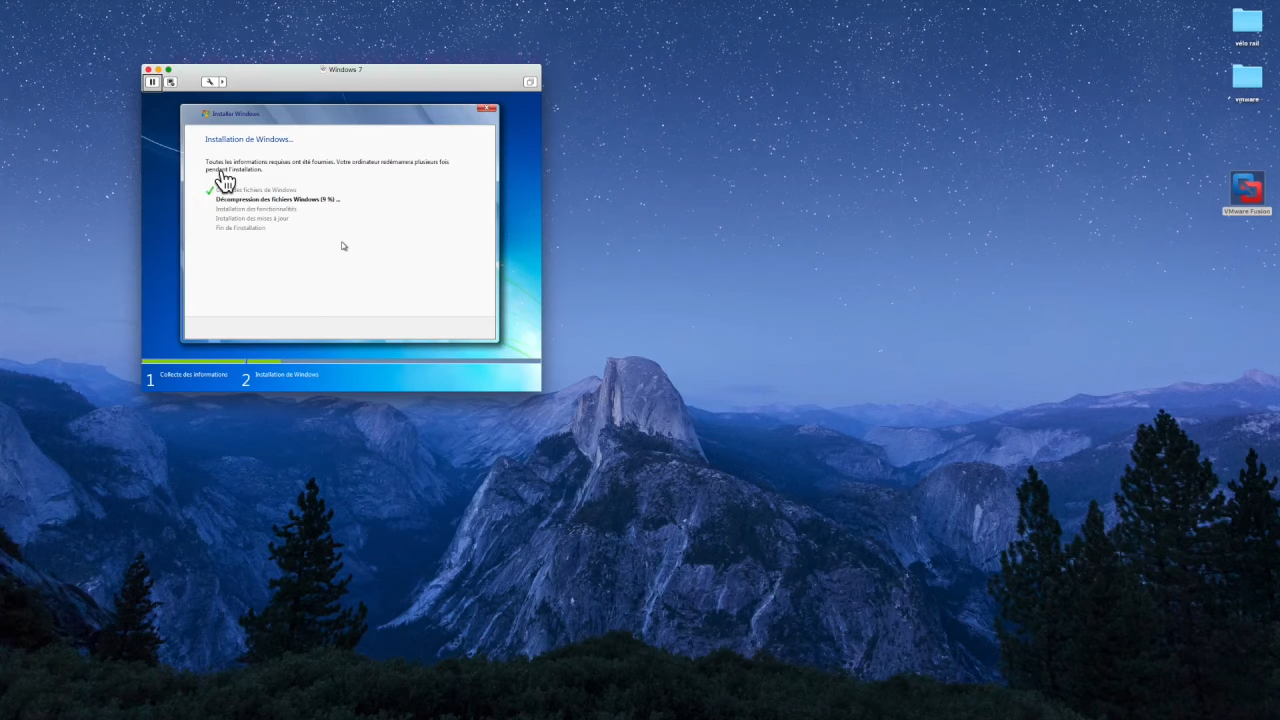 Windows 7
Installer Windows
Installation de Windows...
Toutes les informations requises ont été fournies. Votre ordinateur redémarrera plusieurs fois
pendant l'installation.
des fichiers de Windows
Décompression des fichiers Windows (9 %) ...
Installation des fonctionnalités
Installation des mises à jour
Fin de l'installation
1 Collecte des informations 2 Installation de Windows
vélo rail
vmware
VMware Fusion